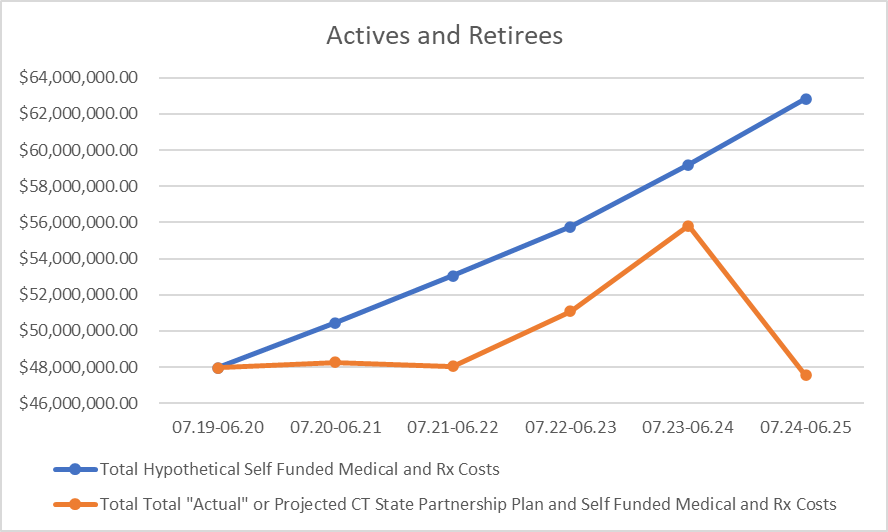 Actives and Retirees
$64,000,000.00
$62,000,000.00
$60,000,000.00
$58,000,000.00
$56,000,000.00
$54,000,000.00
$52,000,000.00
$50,000,000.00
$48,000,000.00
$46,000,000.00
07.19-06.20 07.20-06.21 07.21-06.22 07.22-06.23 07.23-06.24 07.24-06.25
Total Hypothetical Self Funded Medical and Rx Costs
Total Total "Actual" or Projected CT State Partnership Plan and Self Funded Medical and Rx Costs